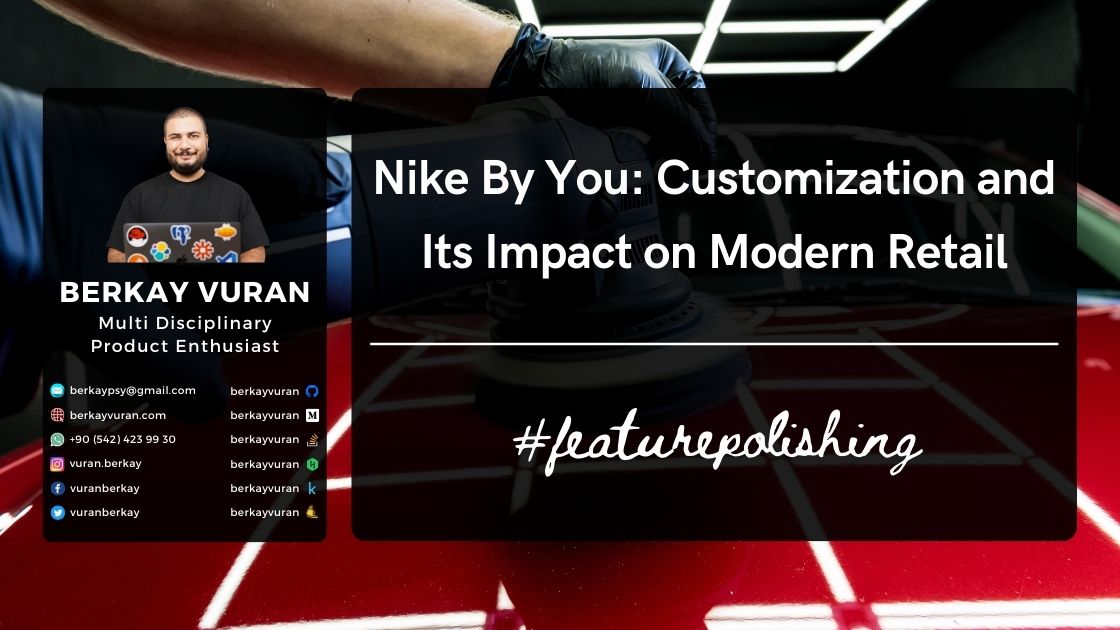 BERKAY VURAN
Multi Disciplinary
Product Enthusiast
berkaypsy@gmail.com
berkayvuran.com
+90 (542) 423 99 30
vuran.berkay
vuranberkay
vuranberkay
berkayvuran
berkayvuran
M
berkayvuran
berkayvuran
berkayvuran
k
berkayvuran
Nike By You: Customization and
Its Impact on Modern Retail
#featurepolishing